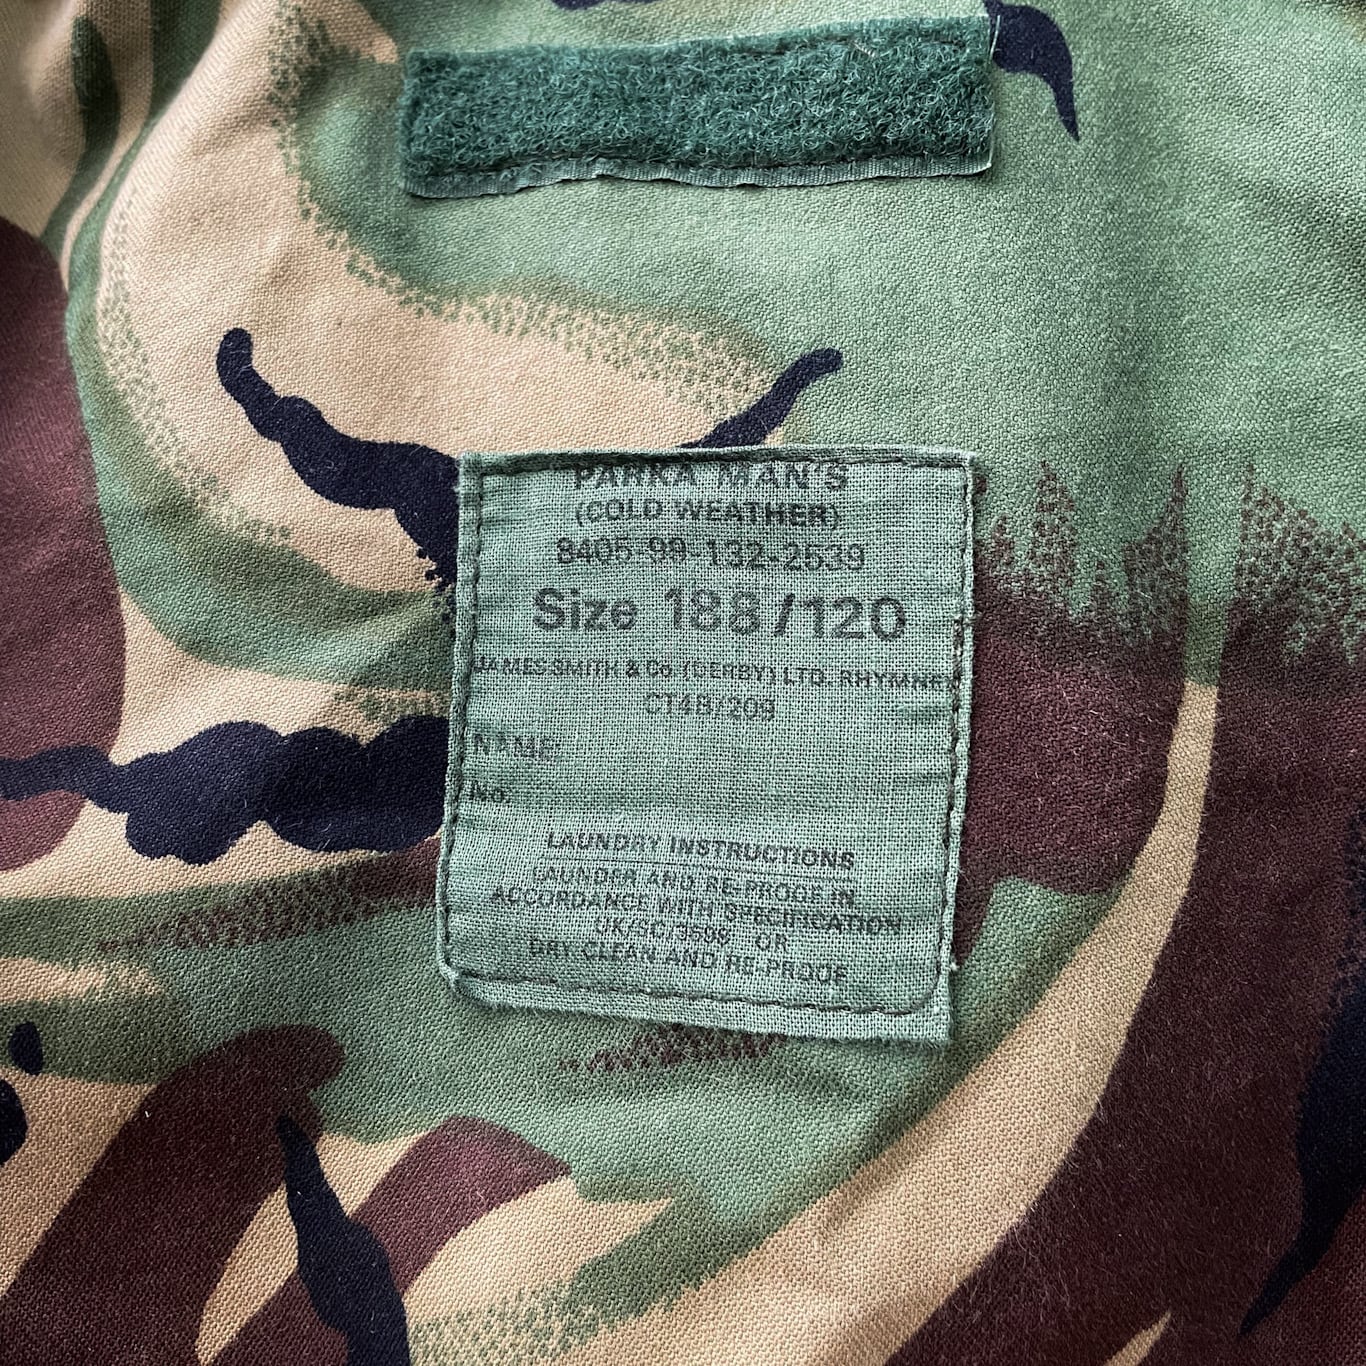 PARKA MAN'S
(COLD WEATHER)
8405-99-132-2539
Size 188/120
JAMES SMITH & Co (DERBY) LTD. RHYMNEY
CT4B/209
NAME
No.
LAUNDRY INSTRUCTIONS
LAUNDER AND RE-PROOF IN
ACCORDANCE WITH SPECIFICATION
UK/SC/3598 OR
DRY CLEAN AND RE-PROOF